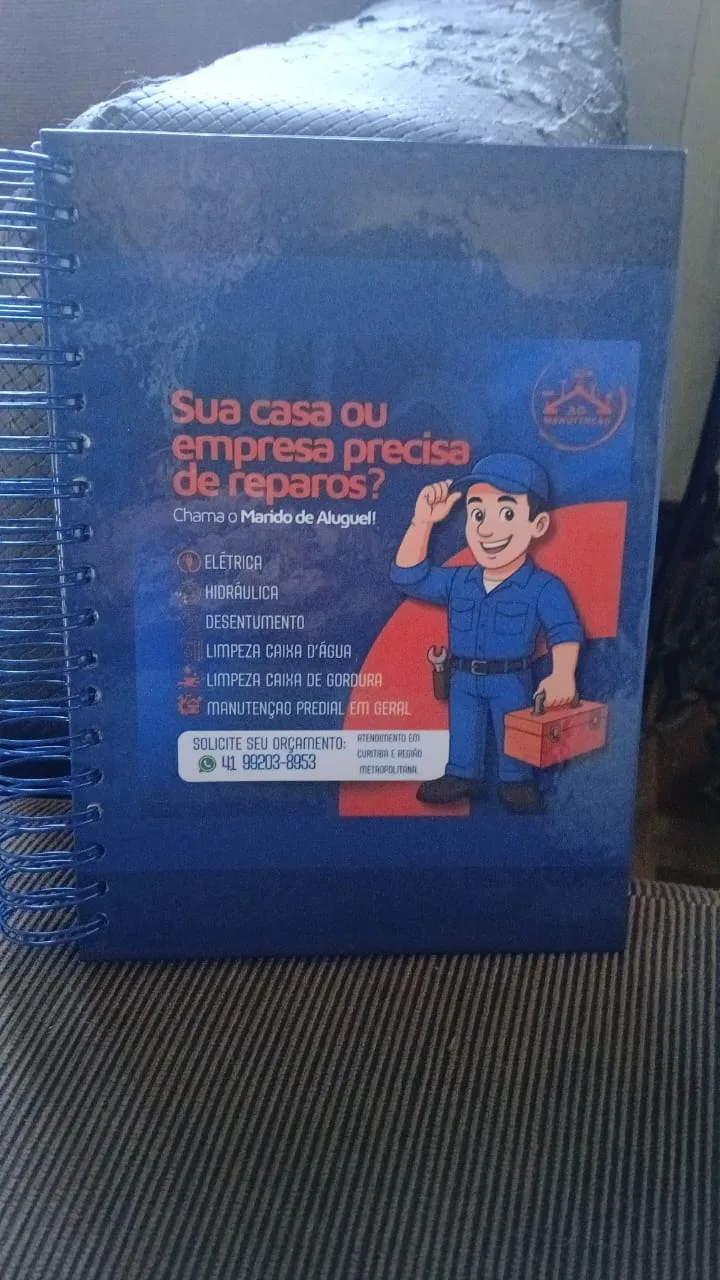 Sua casa ou
empresa precisa
de reparos?
Chama o Marido de Aluguel!
ELÉTRICA
HIDRÁULICA
DESENTUMENTO
LIMPEZA CAIXA D'ÁGUA
LIMPEZA CAIXA DE GORDURA
MANUTENÇAO PREDIAL EM GERAL
SOLICITE SEU ORÇAMENTO:
41 99203-8953
ATENDIMENTO EM
CURITIBA E REGIÃO
METROPOLITANA.
MANUTENÇÃO